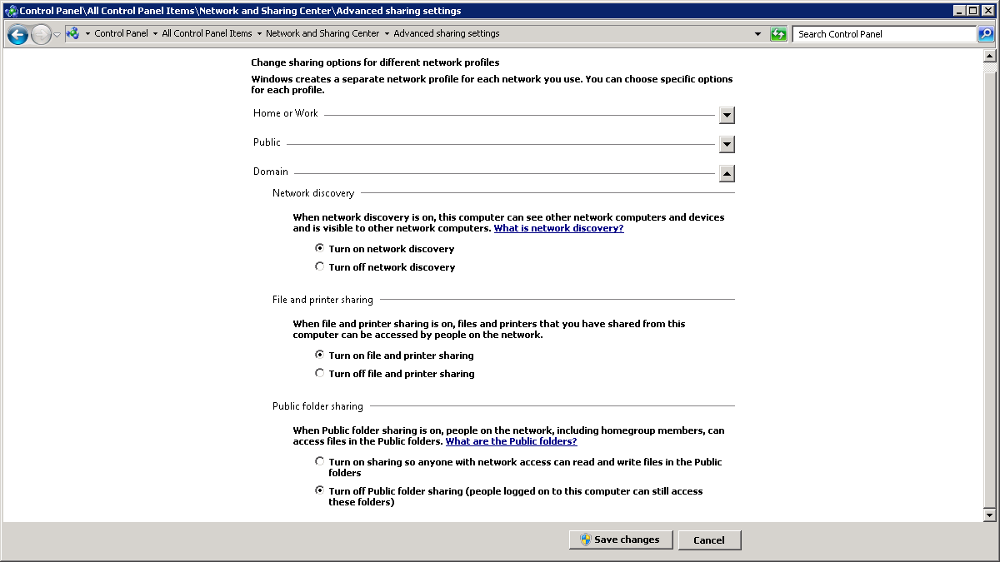 Control Panel\All Control Panel Items\Network and Sharing Center\Advanced sharing settings
Control Panel All Control Panel Items Network and Sharing Center Advanced sharing settings
Search Control Panel
Change sharing options for different network profiles
Windows creates a separate network profile for each network you use. You can choose specific options
for each profile.
Home or Work
Public
Domain
Network discovery
When network discovery is on, this computer can see other network computers and devices
and is visible to other network computers. What is network discovery?
Turn on network discovery
Turn off network discovery
File and printer sharing
When file and printer sharing is on, files and printers that you have shared from this
computer can be accessed by people on the network.
Turn on file and printer sharing
Turn off file and printer sharing
Public folder sharing
When Public folder sharing is on, people on the network, including homegroup members, can
access files in the Public folders. What are the Public folders?
Turn on sharing so anyone with network access can read and write files in the Public
folders
Turn off Public folder sharing (people logged on to this computer can still access
these folders)
Save changes
Cancel